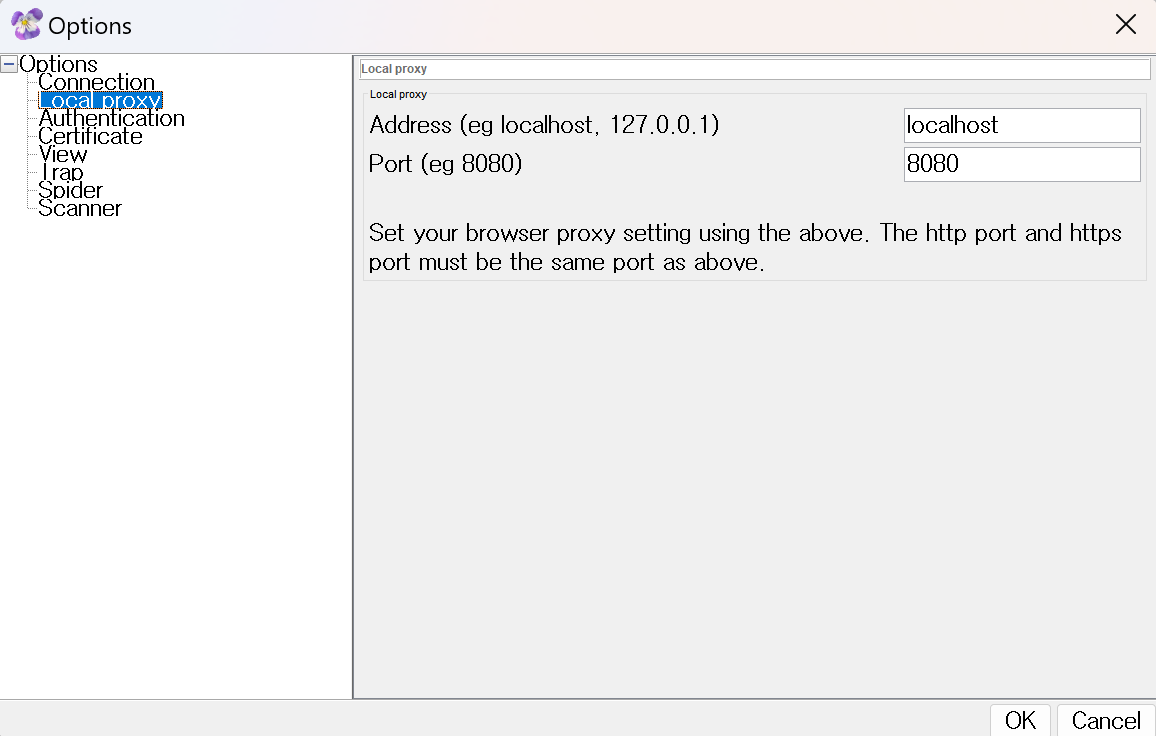 Options
Options
Connection
Local proxy
Authentication
Certificate
View
Trap
Spider
Scanner
Local proxy
Local proxy
Address (eg localhost, 127.0.0.1)
localhost
Port (eg 8080)
8080
Set your browser proxy setting using the above. The http port and https
port must be the same port as above.
OK
Cancel